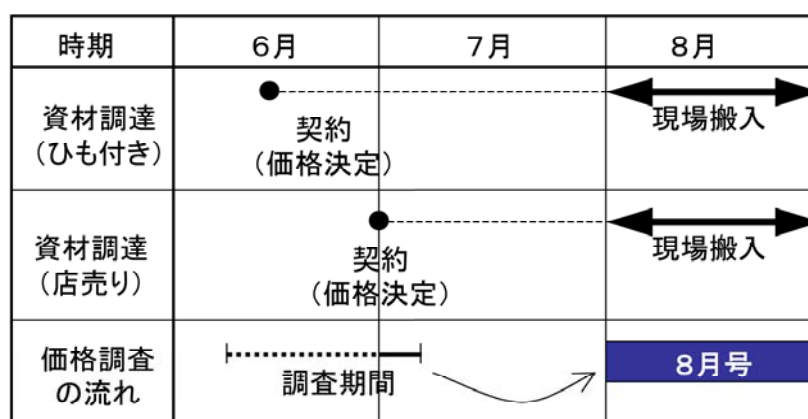 時期
6月
7月
8月
資材調達
(ひも付き)
契約
(価格決定)
現場搬入
資材調達
(店売り)
契約
(価格決定)
現場搬入
価格調査
の流れ
調査期間
8月号